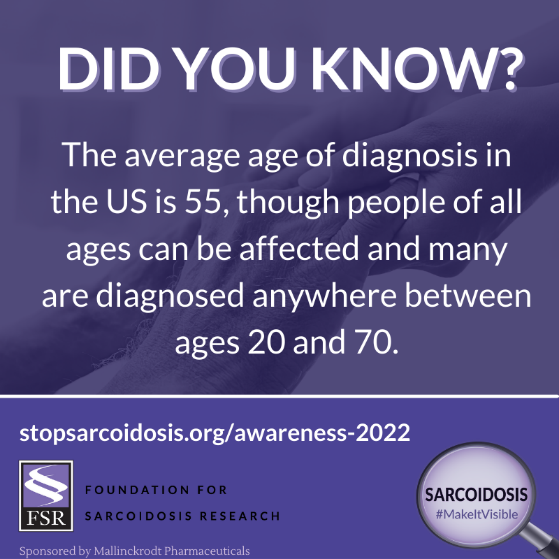 DID YOU KNOW?
The average age of diagnosis in
the US is 55, though people of all
ages can be affected and many
are diagnosed anywhere between
ages 20 and 70.
stopsarcoidosis.org/awareness-2022
FSR
FOUNDATION FOR
SARCOIDOSIS RESEARCH
SARCOIDOSIS
#MakeItVisible
Sponsored by Mallinckrodt Pharmaceuticals